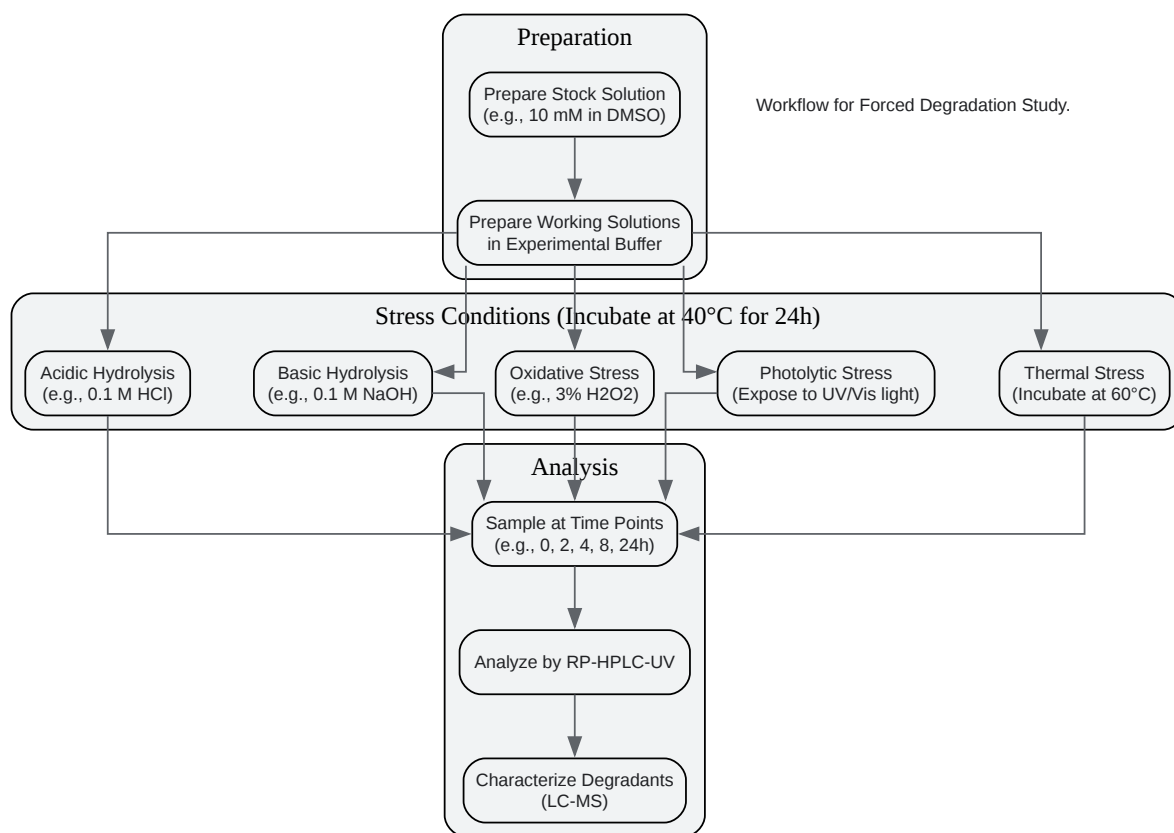 Preparation
Prepare Stock Solution
(e.g., 10 mM in DMSO)
Workflow for Forced Degradation Study.
Prepare Working Solutions
in Experimental Buffer
Stress Conditions (Incubate at 40°C for 24h)
Acidic Hydrolysis
(e.g., 0.1 M HCl)
Basic Hydrolysis
(e.g., 0.1 M NaOH)
Oxidative Stress
(e.g., 3% H2O2)
Photolytic Stress
(Expose to UV/Vis light)
Thermal Stress
(Incubate at 60°C)
Analysis
Sample at Time Points
(e.g., 0, 2, 4, 8, 24h)
Analyze by RP-HPLC-UV
Characterize Degradants
(LC-MS)